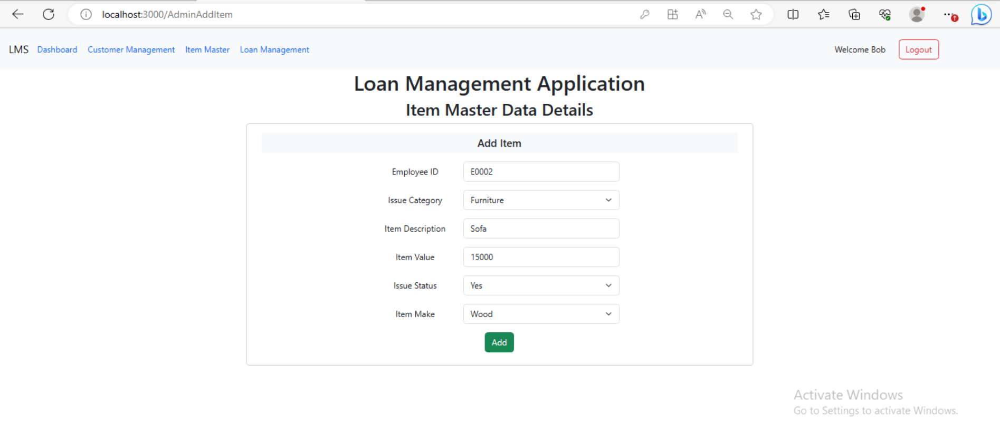 localhost:3000/AdminAddItem
LMS Dashboard Customer Management Item Master Loan Management Welcome Bob Logout
Loan Management Application
Item Master Data Details
Add Item
Employee ID E0002
Issue Category Furniture
Item Description Sofa
Item Value 15000
Issue Status Yes
Item Make Wood
Add
Activate Windows
Go to Settings to activate Windows.